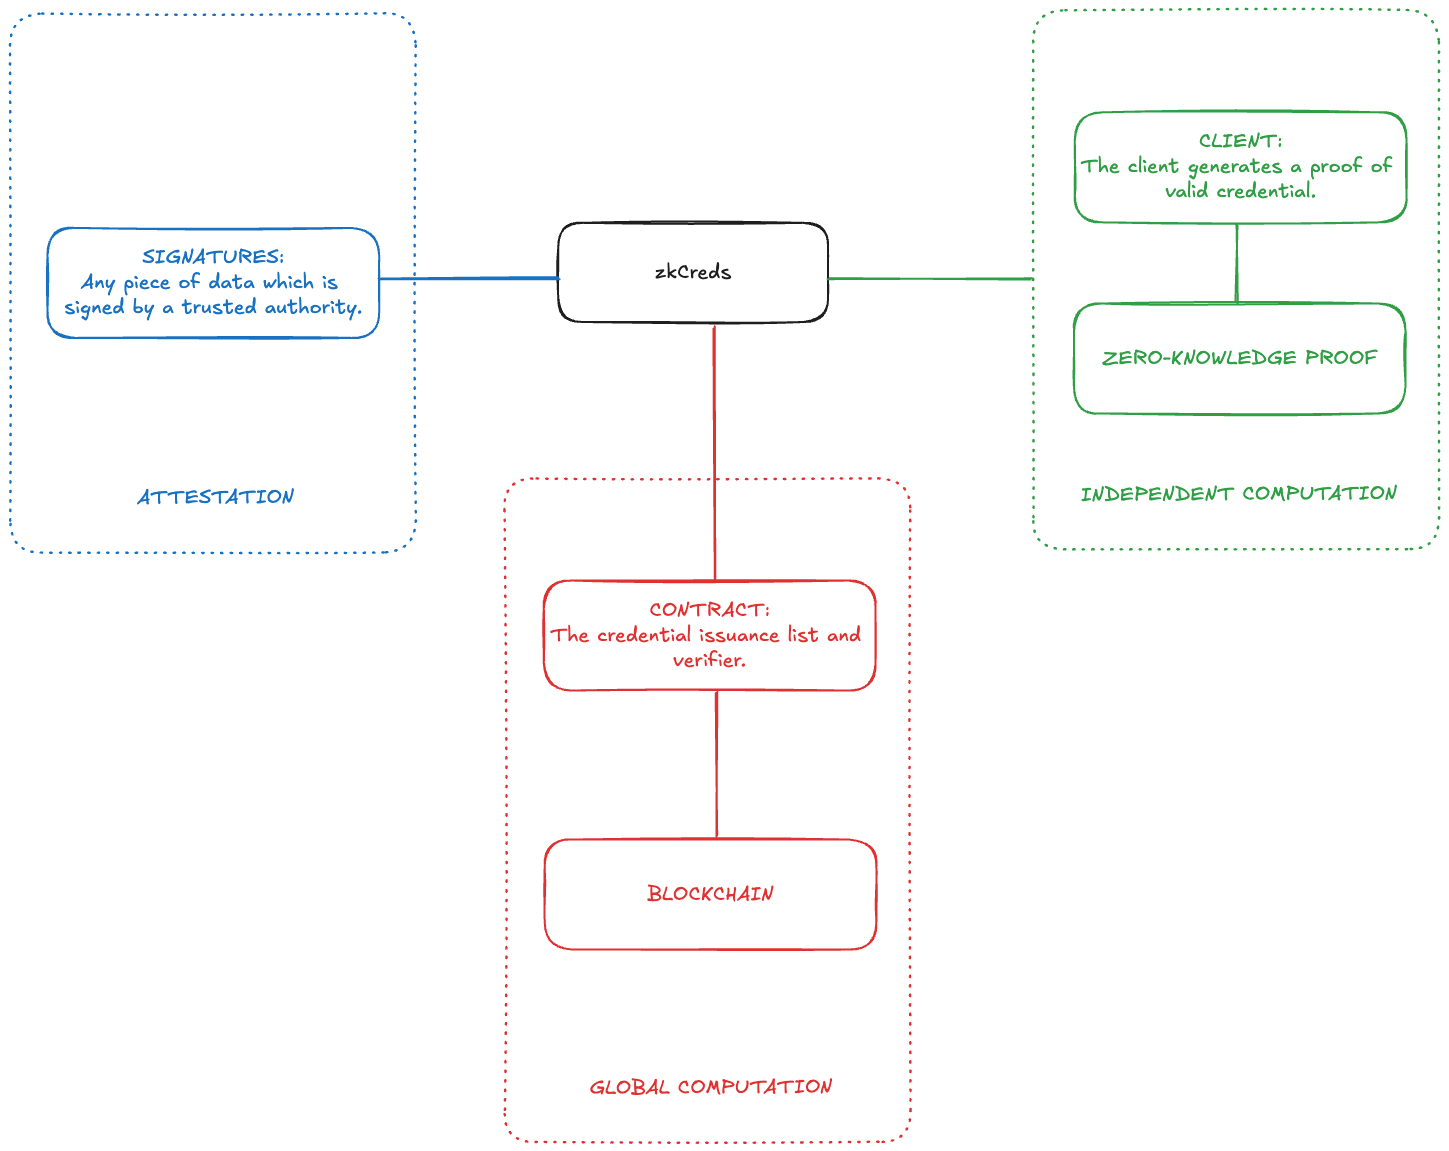 SIGNATURES:
Any piece of data which is
signed by a trusted authority.
ATTESTATION
zkCreds
CLIENT:
The client generates a proof of
valid credential.
ZERO-KNOWLEDGE PROOF
INDEPENDENT COMPUTATION
CONTRACT:
The credential issuance list and
verifier.
BLOCKCHAIN
GLOBAL COMPUTATION